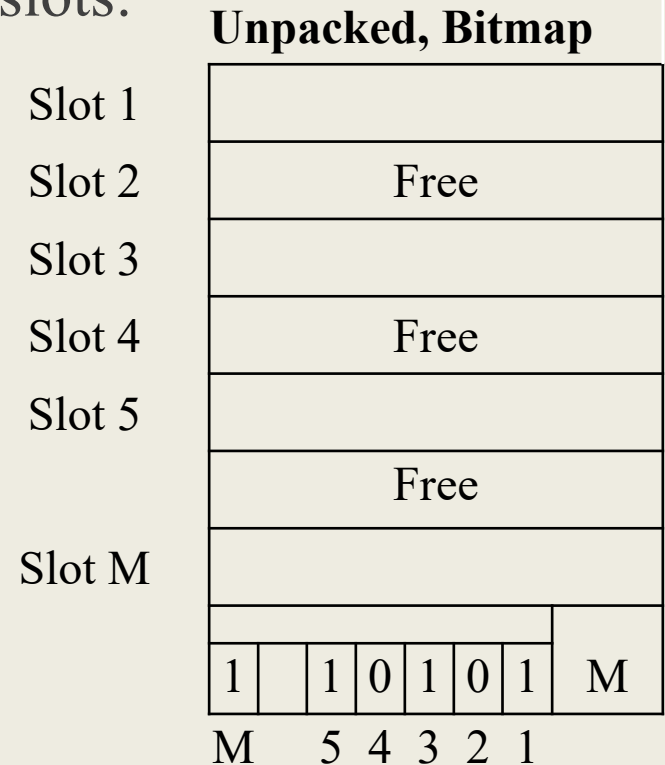 slots:
Unpacked, Bitmap
Slot 1
Slot 2 Free
Slot 3
Slot 4 Free
Slot 5
Free
Slot M
1 1 0 1 0 1 M
M 5 4 3 2 1